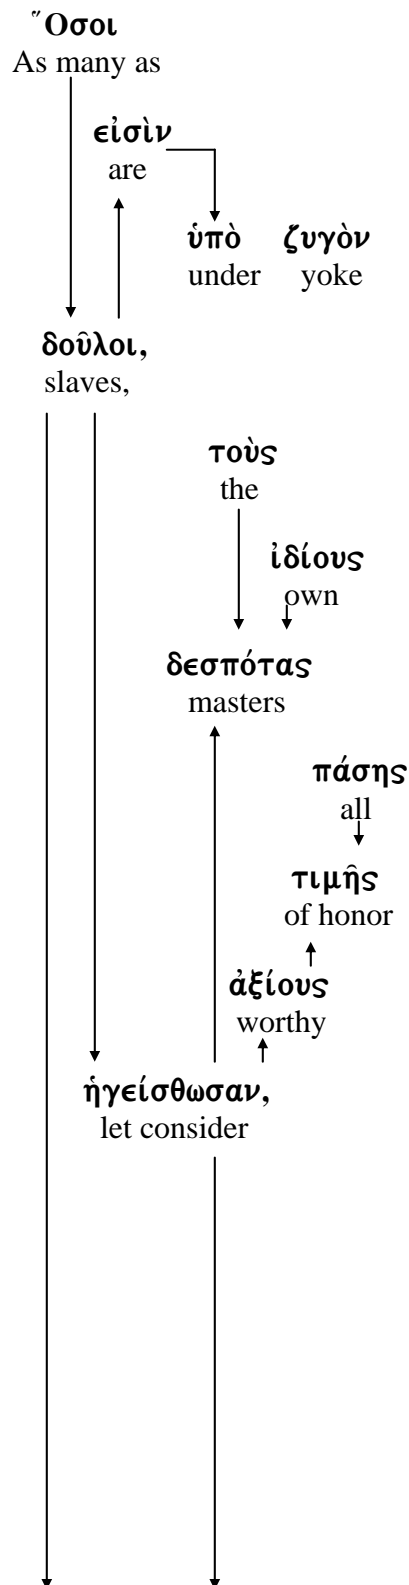 Ὅσοι
As many as
εἰσὶν
are
ὑπὸ ζυγὸν
under yoke
δοῦλοι,
slaves,
τοὺς
the
ἰδίους
own
δεσπότας
masters
πάσης
all
τιμῆς
of honor
ἀξίους
worthy
ἡγείσθωσαν,
let consider